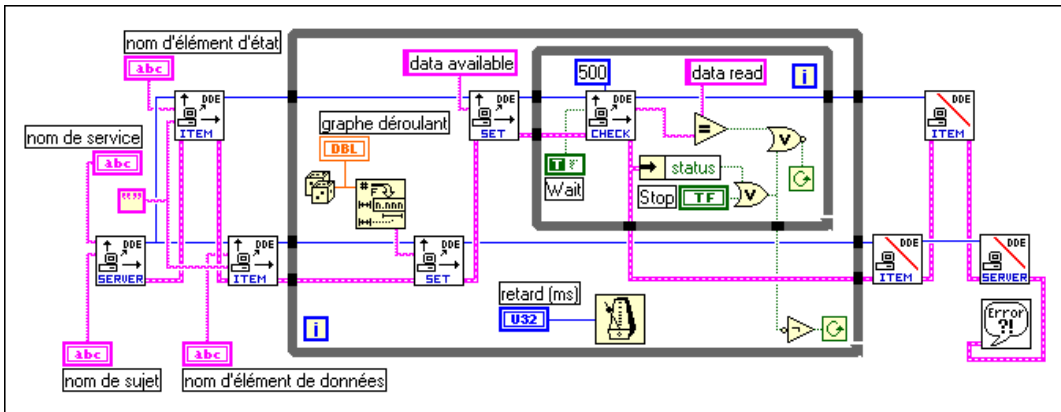 nom d'élément d'état
abc
nom de service
abc
""
DDE
ITEM
DDE
SERVER
DDE
ITEM
abc
nom de sujet
abc
nom d'élément de données
graphe déroulant
DBL
#
n.nnn
data available
DDE
SET
DDE
SET
500
DDE
CHECK
data read
i
=
V
T F
Wait
status
Stop
TF
V
retard (ms)
U32
i
DDE
ITEM
DDE
ITEM
DDE
SERVER
Error
?!